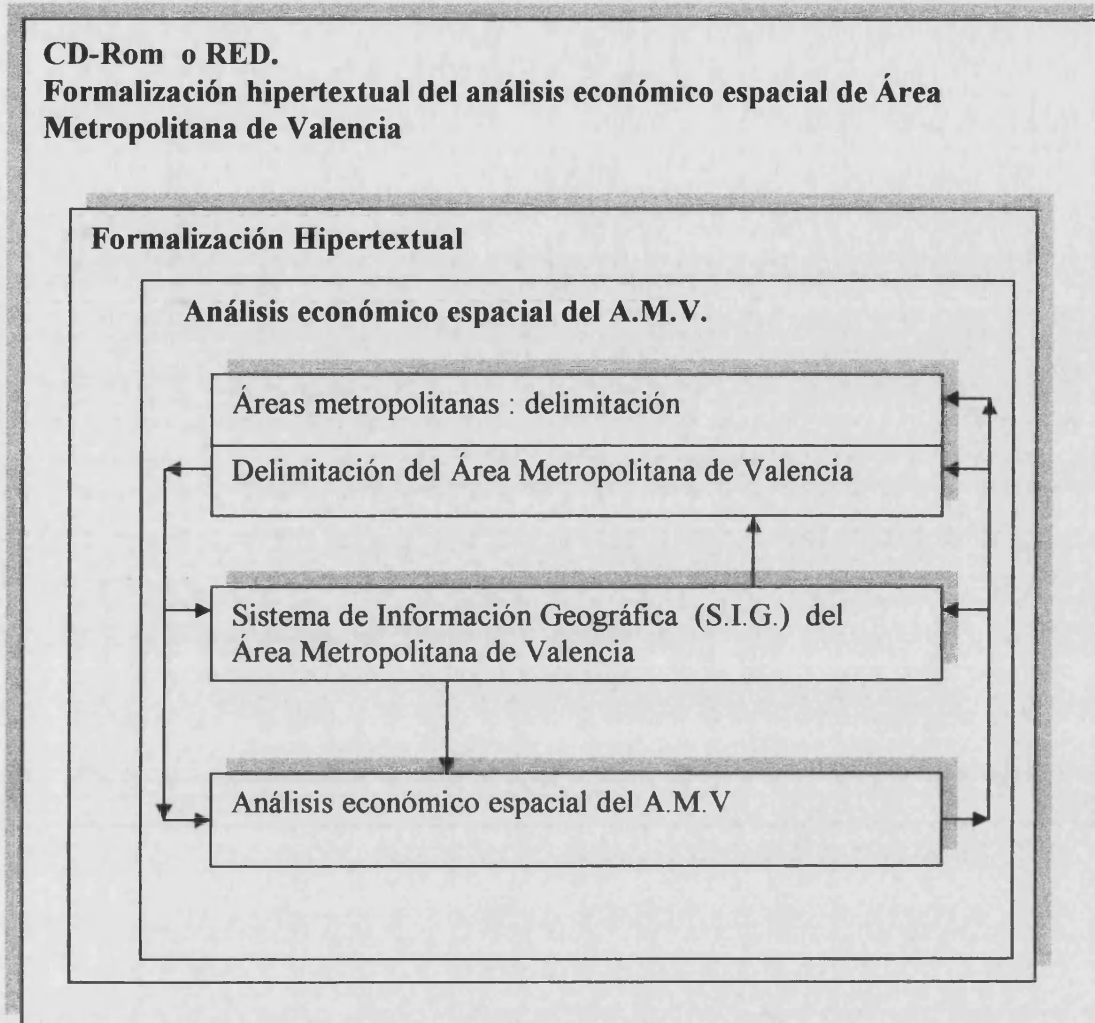 CD-Rom o RED.
Formalización hipertextual del análisis económico espacial de Área
Metropolitana de Valencia
Formalización Hipertextual
Análisis económico espacial del A.M.V.
Áreas metropolitanas : delimitación
Delimitación del Área Metropolitana de Valencia
Sistema de Información Geográfica (S.I.G.) del
Área Metropolitana de Valencia
Análisis económico espacial del A.M.V